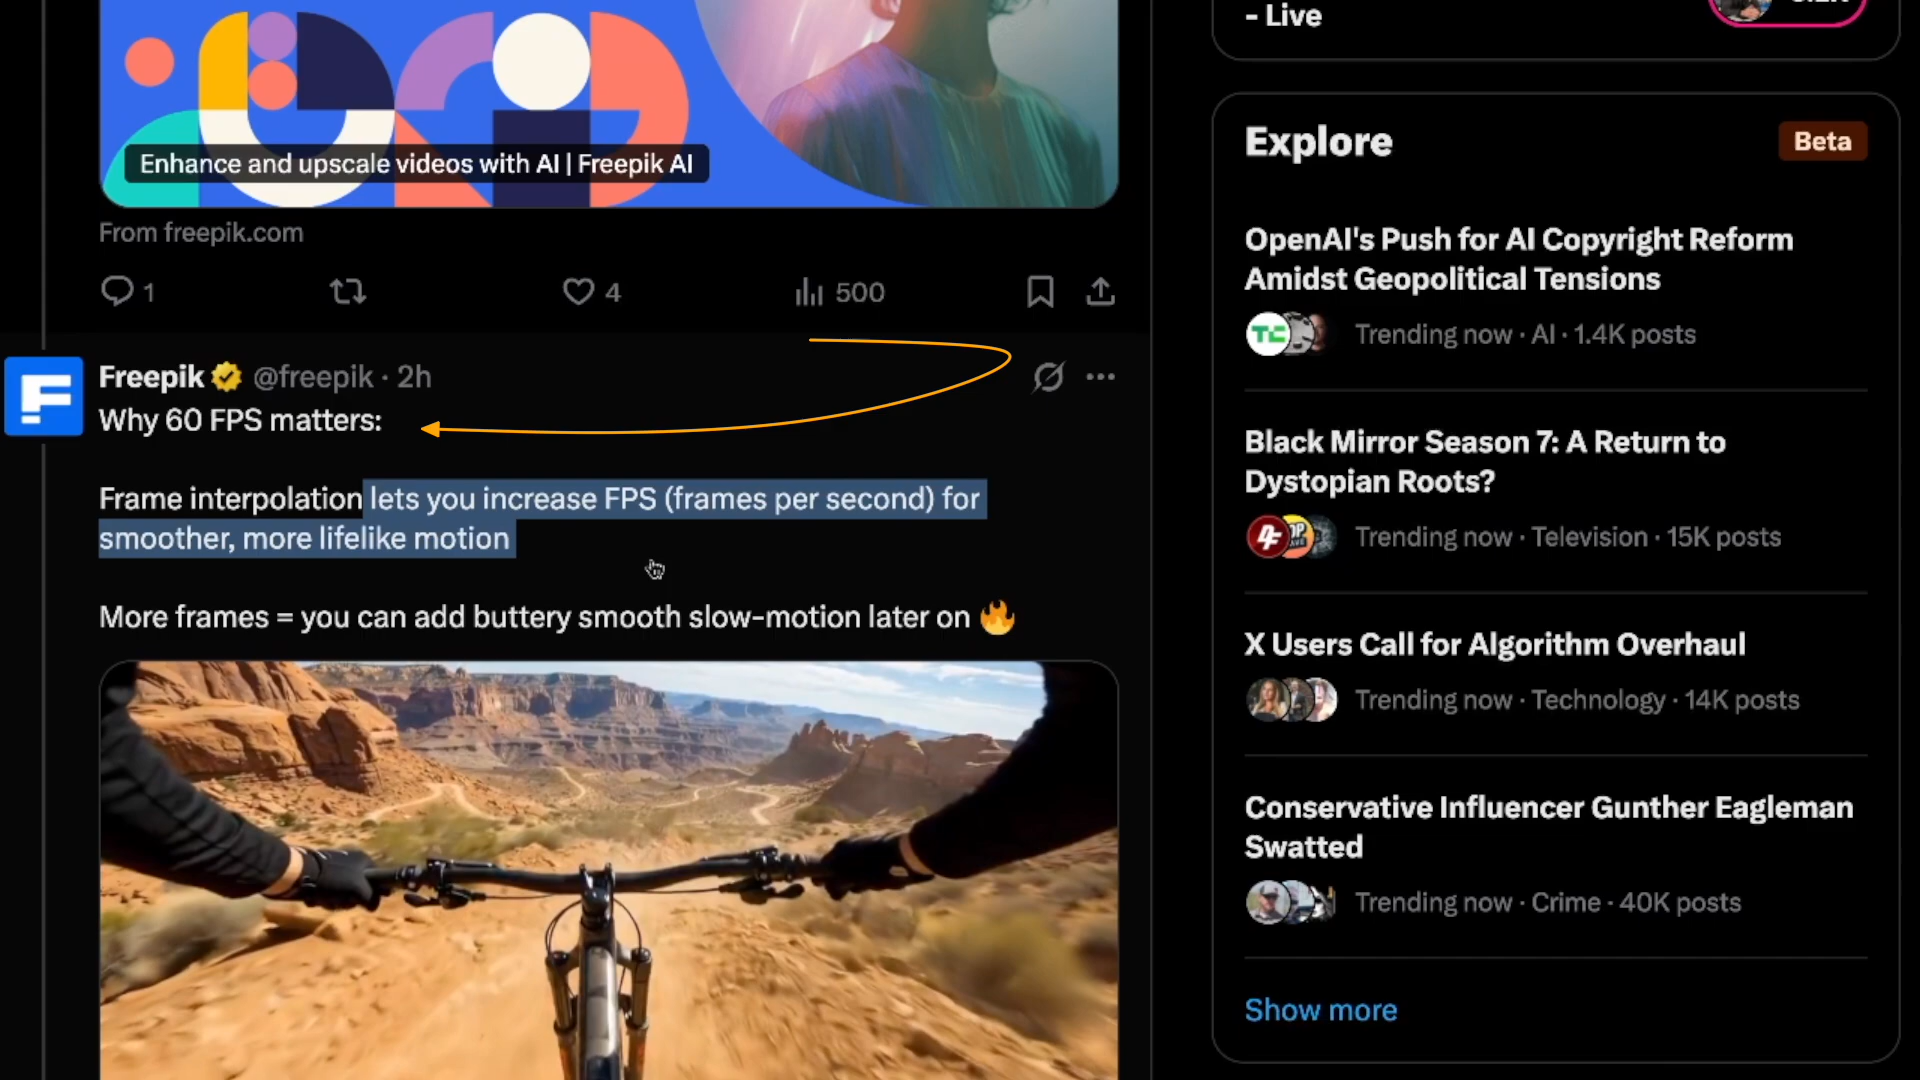 - Live
Enhance and upscale videos with AI | Freepik AI
From freepik.com
1
4
500
Freepik @freepik · 2h
Why 60 FPS matters:
Frame interpolation lets you increase FPS (frames per second) for
smoother, more lifelike motion
More frames = you can add buttery smooth slow-motion later on 🔥
Explore
Beta
OpenAI's Push for AI Copyright Reform
Amidst Geopolitical Tensions
Trending now · AI · 1.4K posts
Black Mirror Season 7: A Return to
Dystopian Roots?
Trending now · Television · 15K posts
X Users Call for Algorithm Overhaul
Trending now · Technology · 14K posts
Conservative Influencer Gunther Eagleman
Swatted
Trending now · Crime · 40K posts
Show more